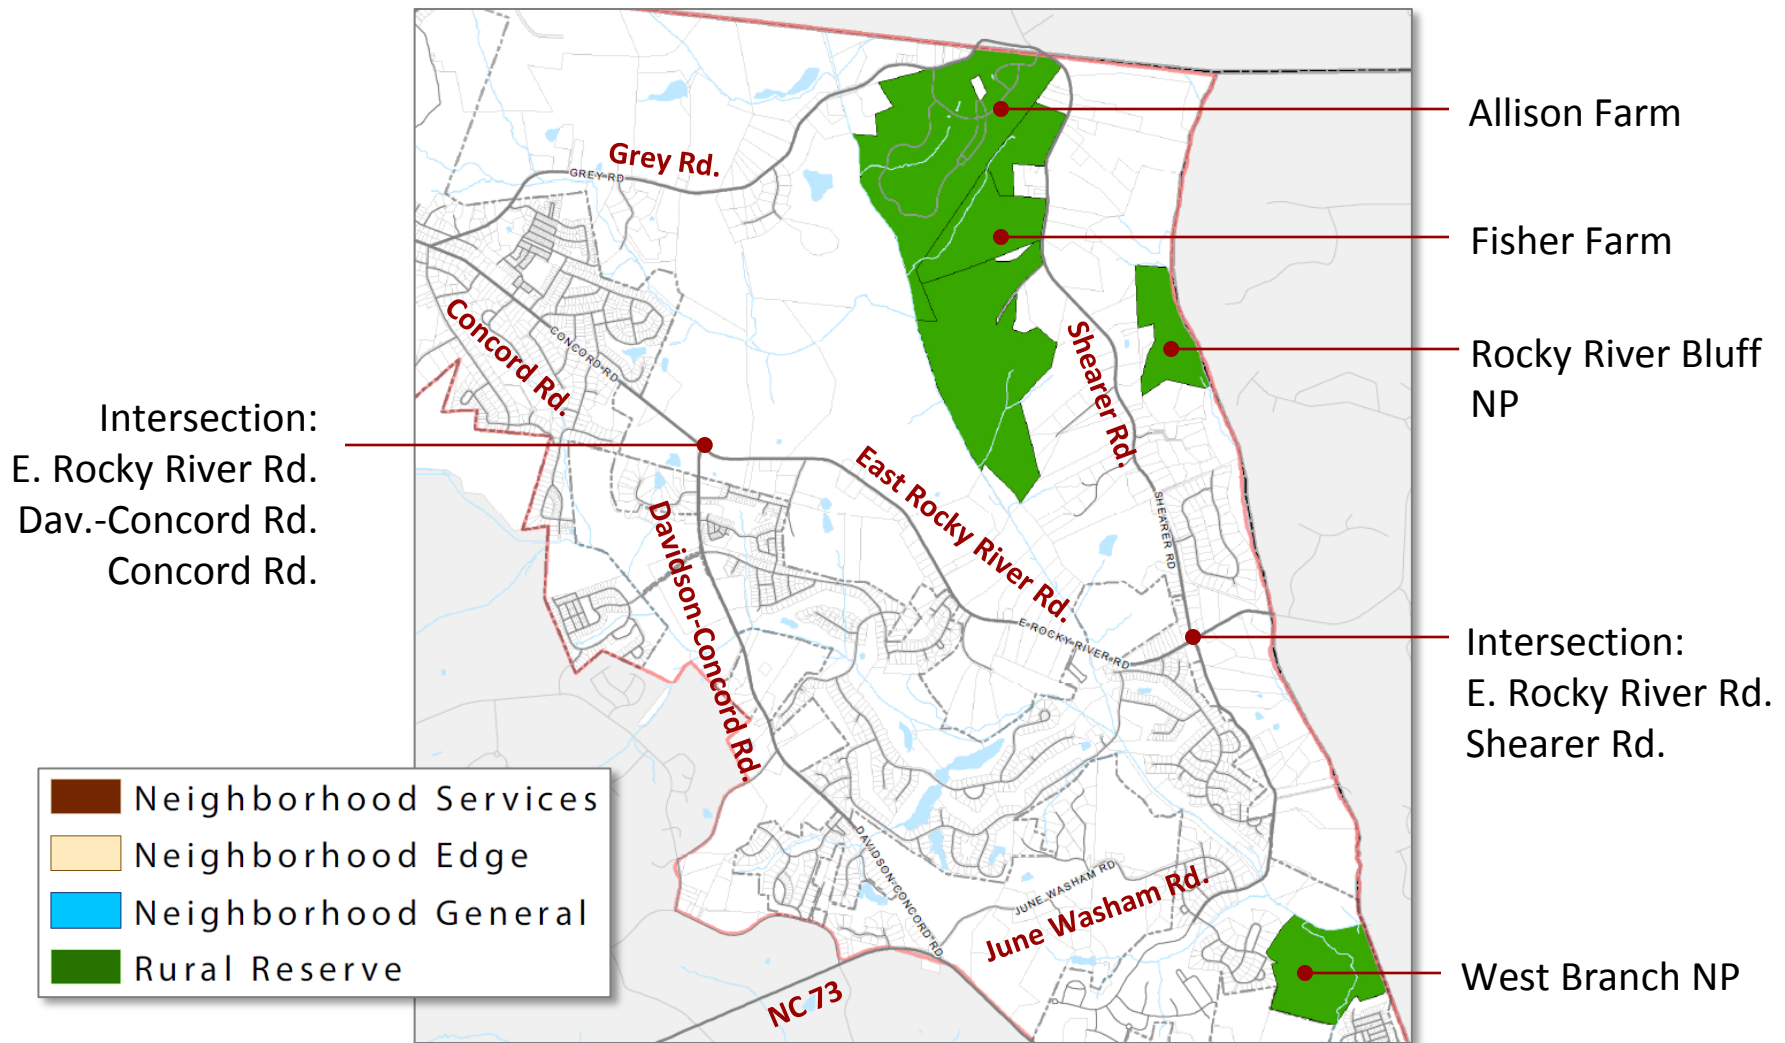 Allison Farm
Grey Rd.
GREY RD
Fisher Farm
Concord Rd.
CONCORD RD
Shearer Rd.
Rocky River Bluff
NP
Intersection:
E. Rocky River Rd.
Dav.-Concord Rd.
Concord Rd.
East Rocky River Rd.
SHEARER RD
Davidson-Concord Rd.
E ROCKY RIVER RD
Intersection:
E. Rocky River Rd.
Shearer Rd.
Neighborhood Services
Neighborhood Edge
Neighborhood General
Rural Reserve
DAVIDSON-CONCORD RD
JUNE WASHAM RD
June Washam Rd.
West Branch NP
NC 73